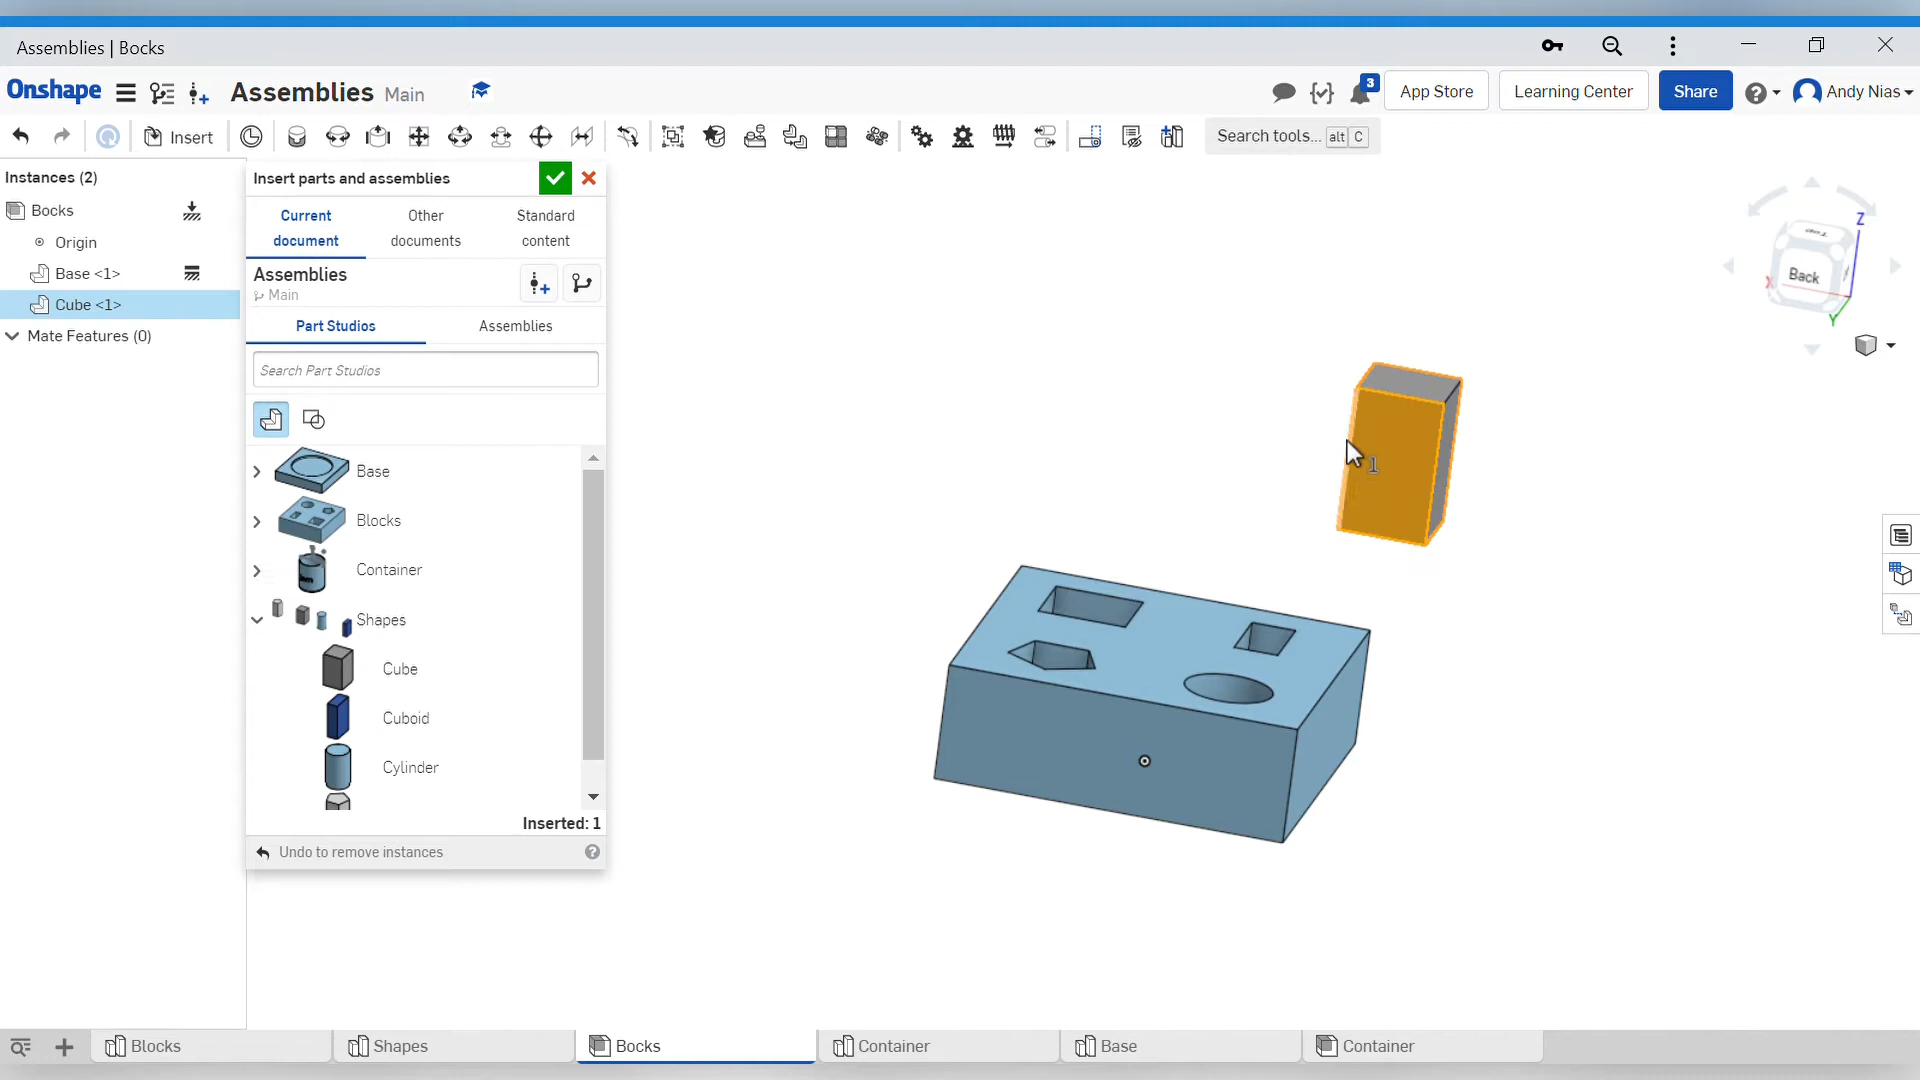 Assemblies | Bocks
Onshape Assemblies Main 3 App Store Learning Center Share Andy Nias
Insert Search tools... alt C
Instances (2)
Bocks
Origin
Base <1>
Cube <1>
Mate Features (0)
Insert parts and assemblies
Current document
Other documents
Standard content
Assemblies
Main
Part Studios Assemblies
Search Part Studios
Base
Blocks
Container
Shapes
Cube
Cuboid
Cylinder
Inserted: 1
Undo to remove instances
1
Top
Back
Z
X
Y
Blocks Shapes Bocks Container Base Container